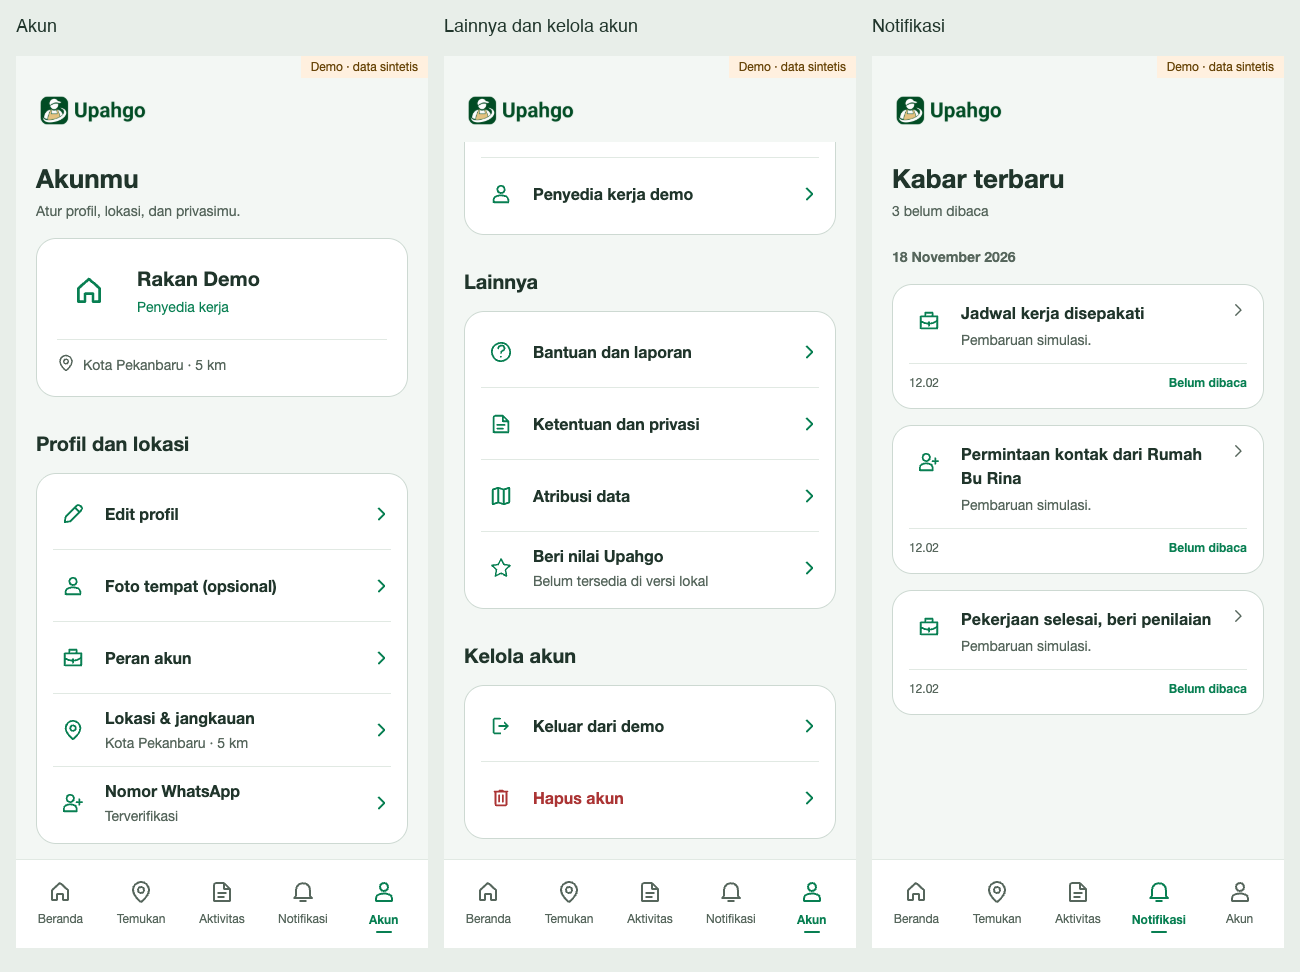 Akun
Demo · data sintetis
Upahgo
Akunmu
Atur profil, lokasi, dan privasimu.
Rakan Demo
Penyedia kerja
Kota Pekanbaru · 5 km
Profil dan lokasi
Edit profil
Foto tempat (opsional)
Peran akun
Lokasi & jangkauan
Kota Pekanbaru · 5 km
Nomor WhatsApp
Terverifikasi
Beranda
Temukan
Aktivitas
Notifikasi
Akun
Lainnya dan kelola akun
Demo · data sintetis
Upahgo
Penyedia kerja demo
Lainnya
Bantuan dan laporan
Ketentuan dan privasi
Atribusi data
Beri nilai Upahgo
Belum tersedia di versi lokal
Kelola akun
Keluar dari demo
Hapus akun
Beranda
Temukan
Aktivitas
Notifikasi
Akun
Notifikasi
Demo · data sintetis
Upahgo
Kabar terbaru
3 belum dibaca
18 November 2026
Jadwal kerja disepakati
Pembaruan simulasi.
12.02
Belum dibaca
Permintaan kontak dari Rumah
Bu Rina
Pembaruan simulasi.
12.02
Belum dibaca
Pekerjaan selesai, beri penilaian
Pembaruan simulasi.
12.02
Belum dibaca
Beranda
Temukan
Aktivitas
Notifikasi
Akun